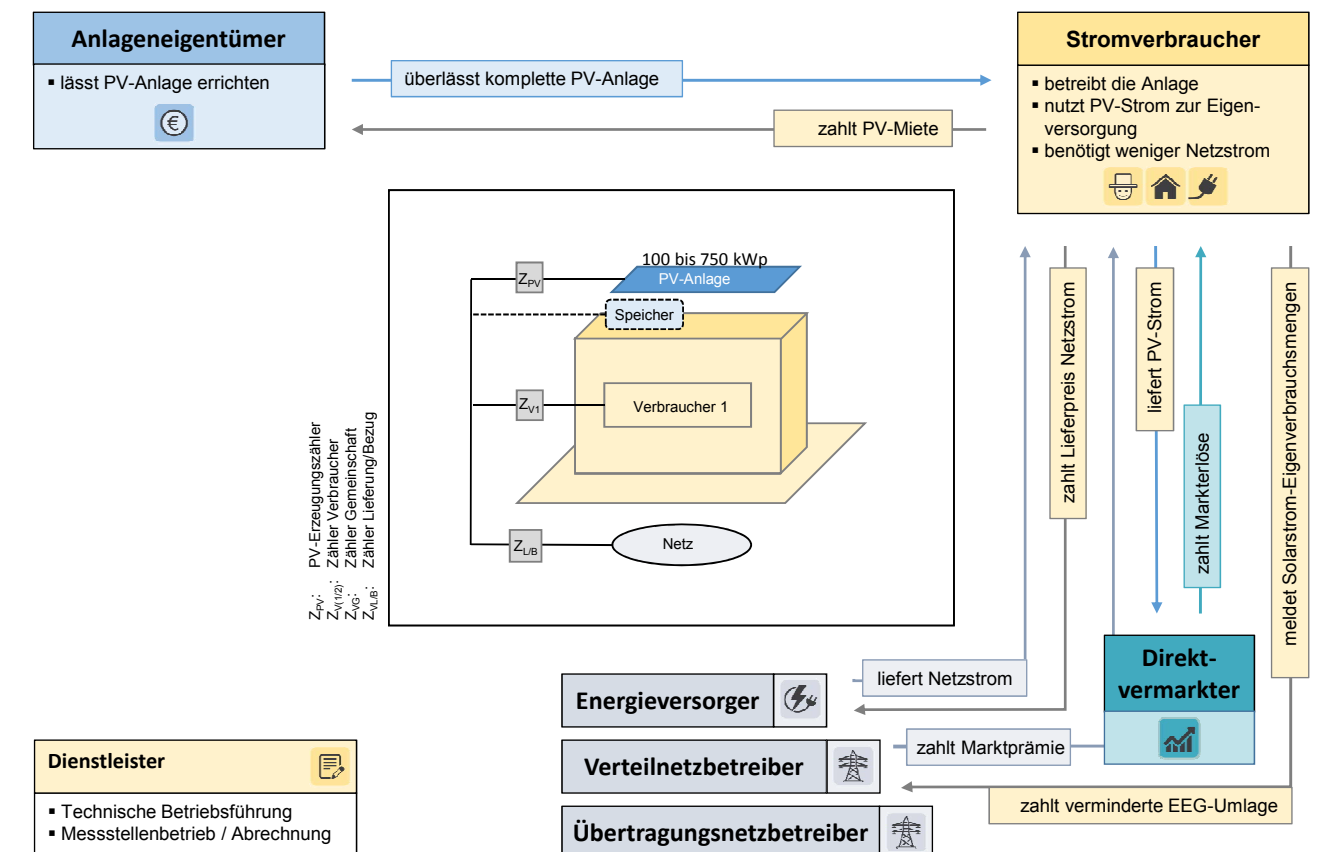 Anlageneigentümer
▪ lässt PV-Anlage errichten
€
überlässt komplette PV-Anlage
zahlt PV-Miete
Stromverbraucher
▪ betreibt die Anlage
▪ nutzt PV-Strom zur Eigen-
versorgung
▪ benötigt weniger Netzstrom
100 bis 750 kWp
PV-Anlage
Z_PV
Speicher
Z_V1
Verbraucher 1
Z_L/B
Netz
Z_PV: PV-Erzeugungszähler
Z_V(1/2): Zähler Verbraucher
Z_VG: Zähler Gemeinschaft
Z_VL/B: Zähler Lieferung/Bezug
zahlt Lieferpreis Netzstrom
liefert PV-Strom
zahlt Markterlöse
meldet Solarstrom-Eigenverbrauchsmengen
Direkt-
vermarkter
Energieversorger
liefert Netzstrom
Verteilnetzbetreiber
zahlt Marktprämie
zahlt verminderte EEG-Umlage
Übertragungsnetzbetreiber
Dienstleister
▪ Technische Betriebsführung
▪ Messstellenbetrieb / Abrechnung